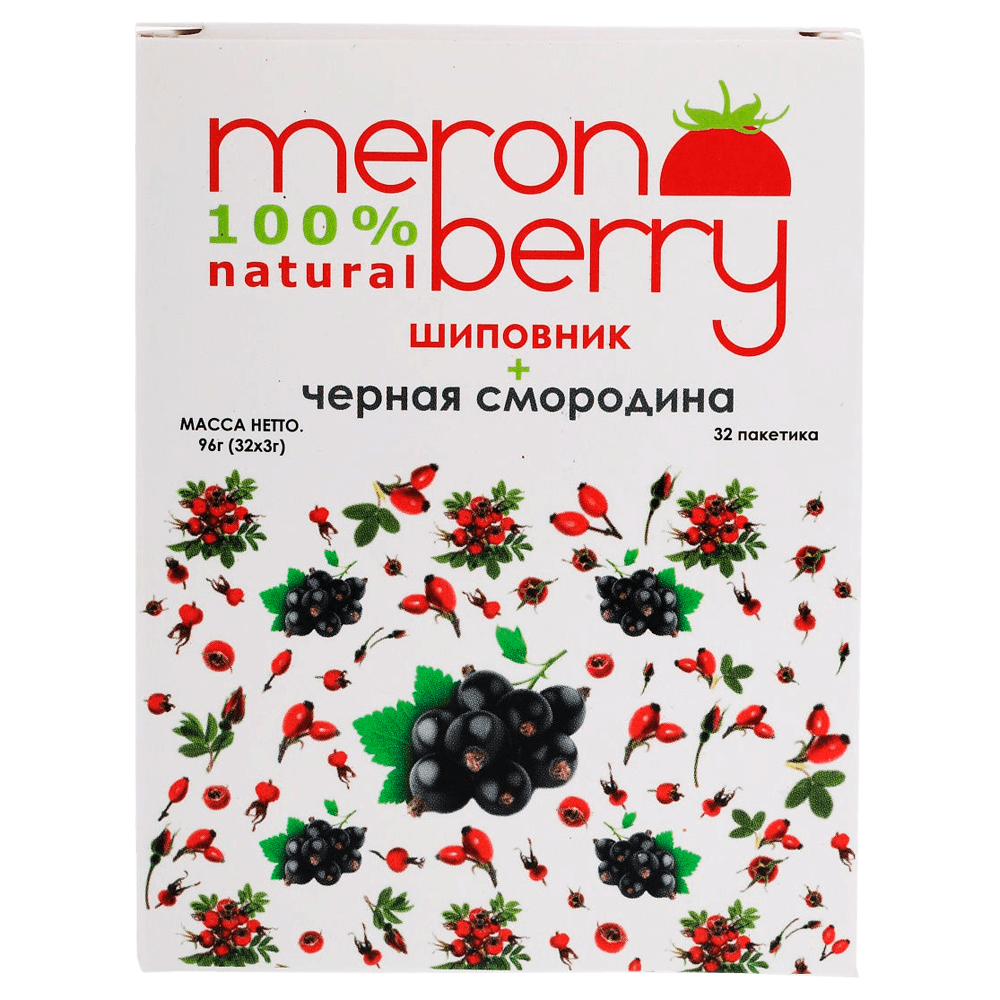 meron
100%
natural
berry
шиповник
+
черная смородина
МАССА НЕТТО.
96г (32х3г)
32 пакетика